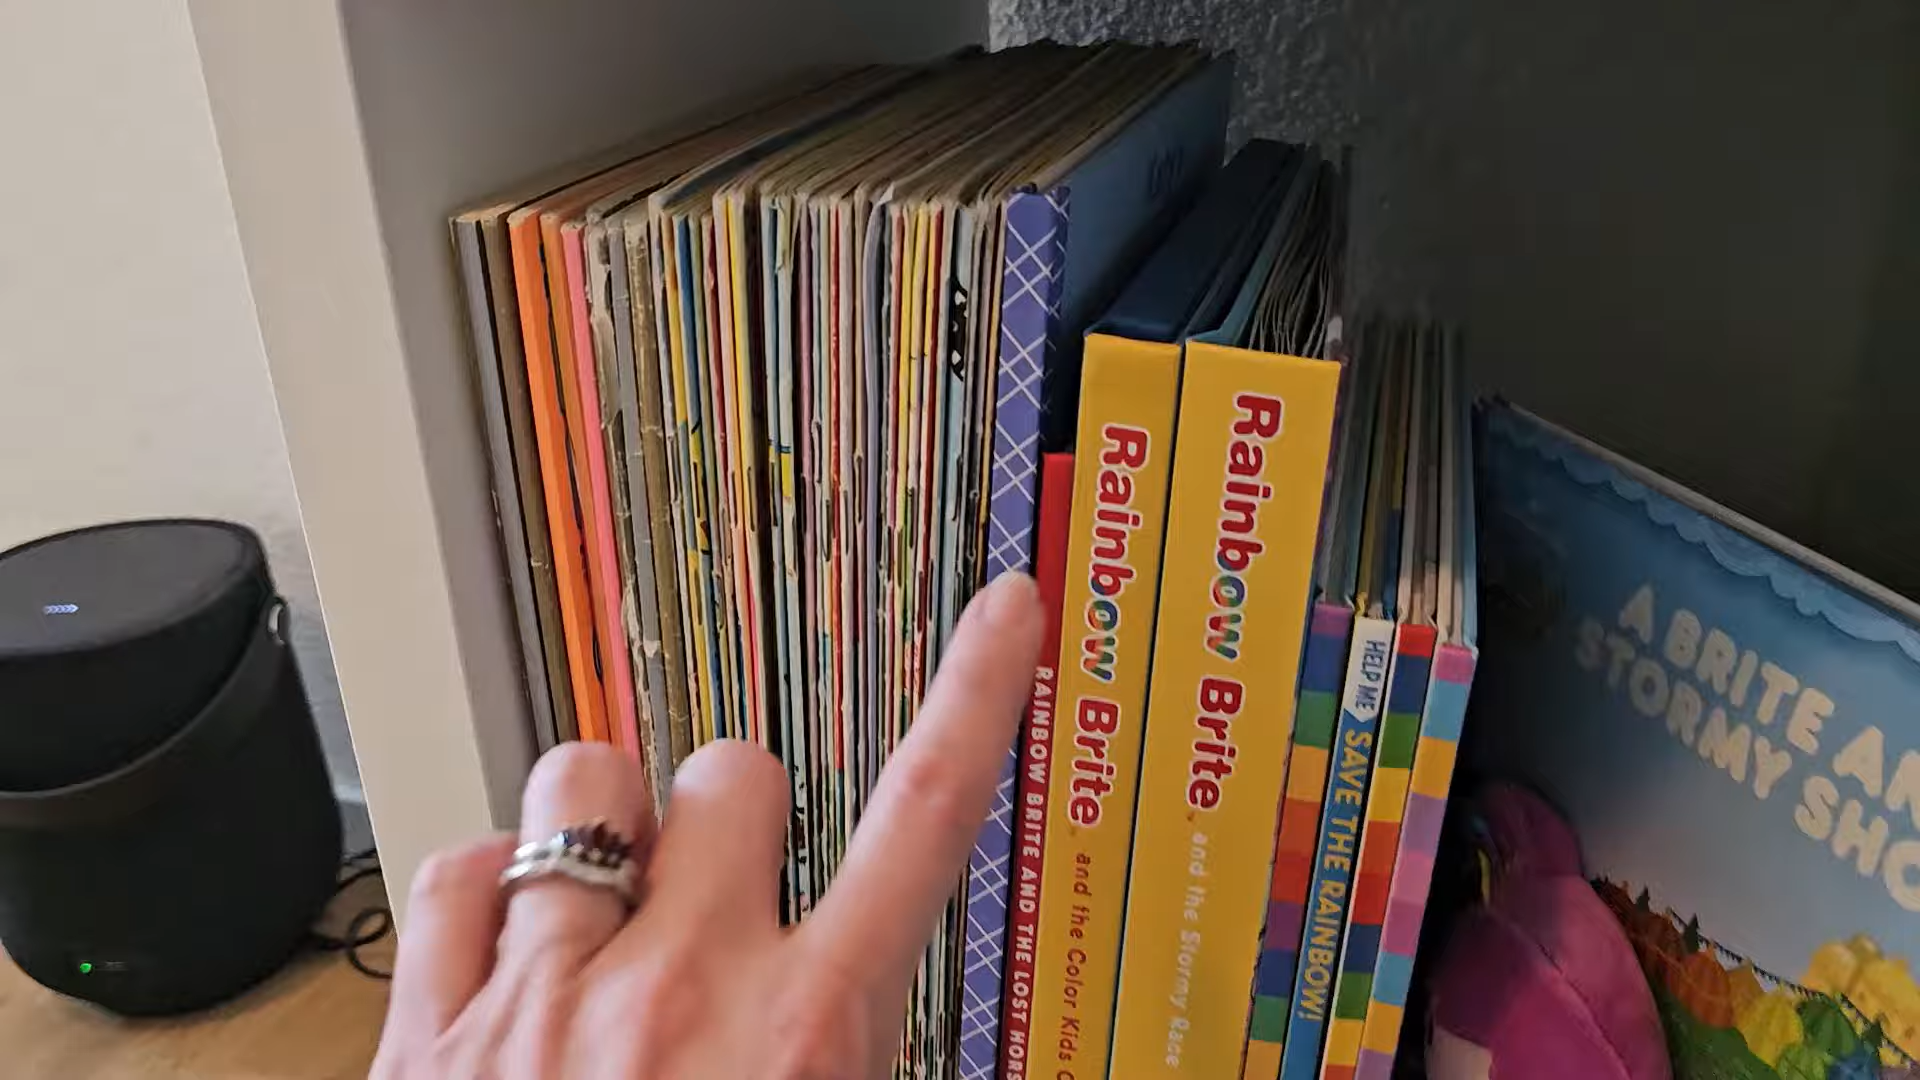 RAINBOW BRITE AND THE LOST HORS
Rainbow Brite and the Color Kids
Rainbow Brite and the Stormy Race
HELP ME SAVE THE RAINBOW!
A BRITE AN
STORMY SHO